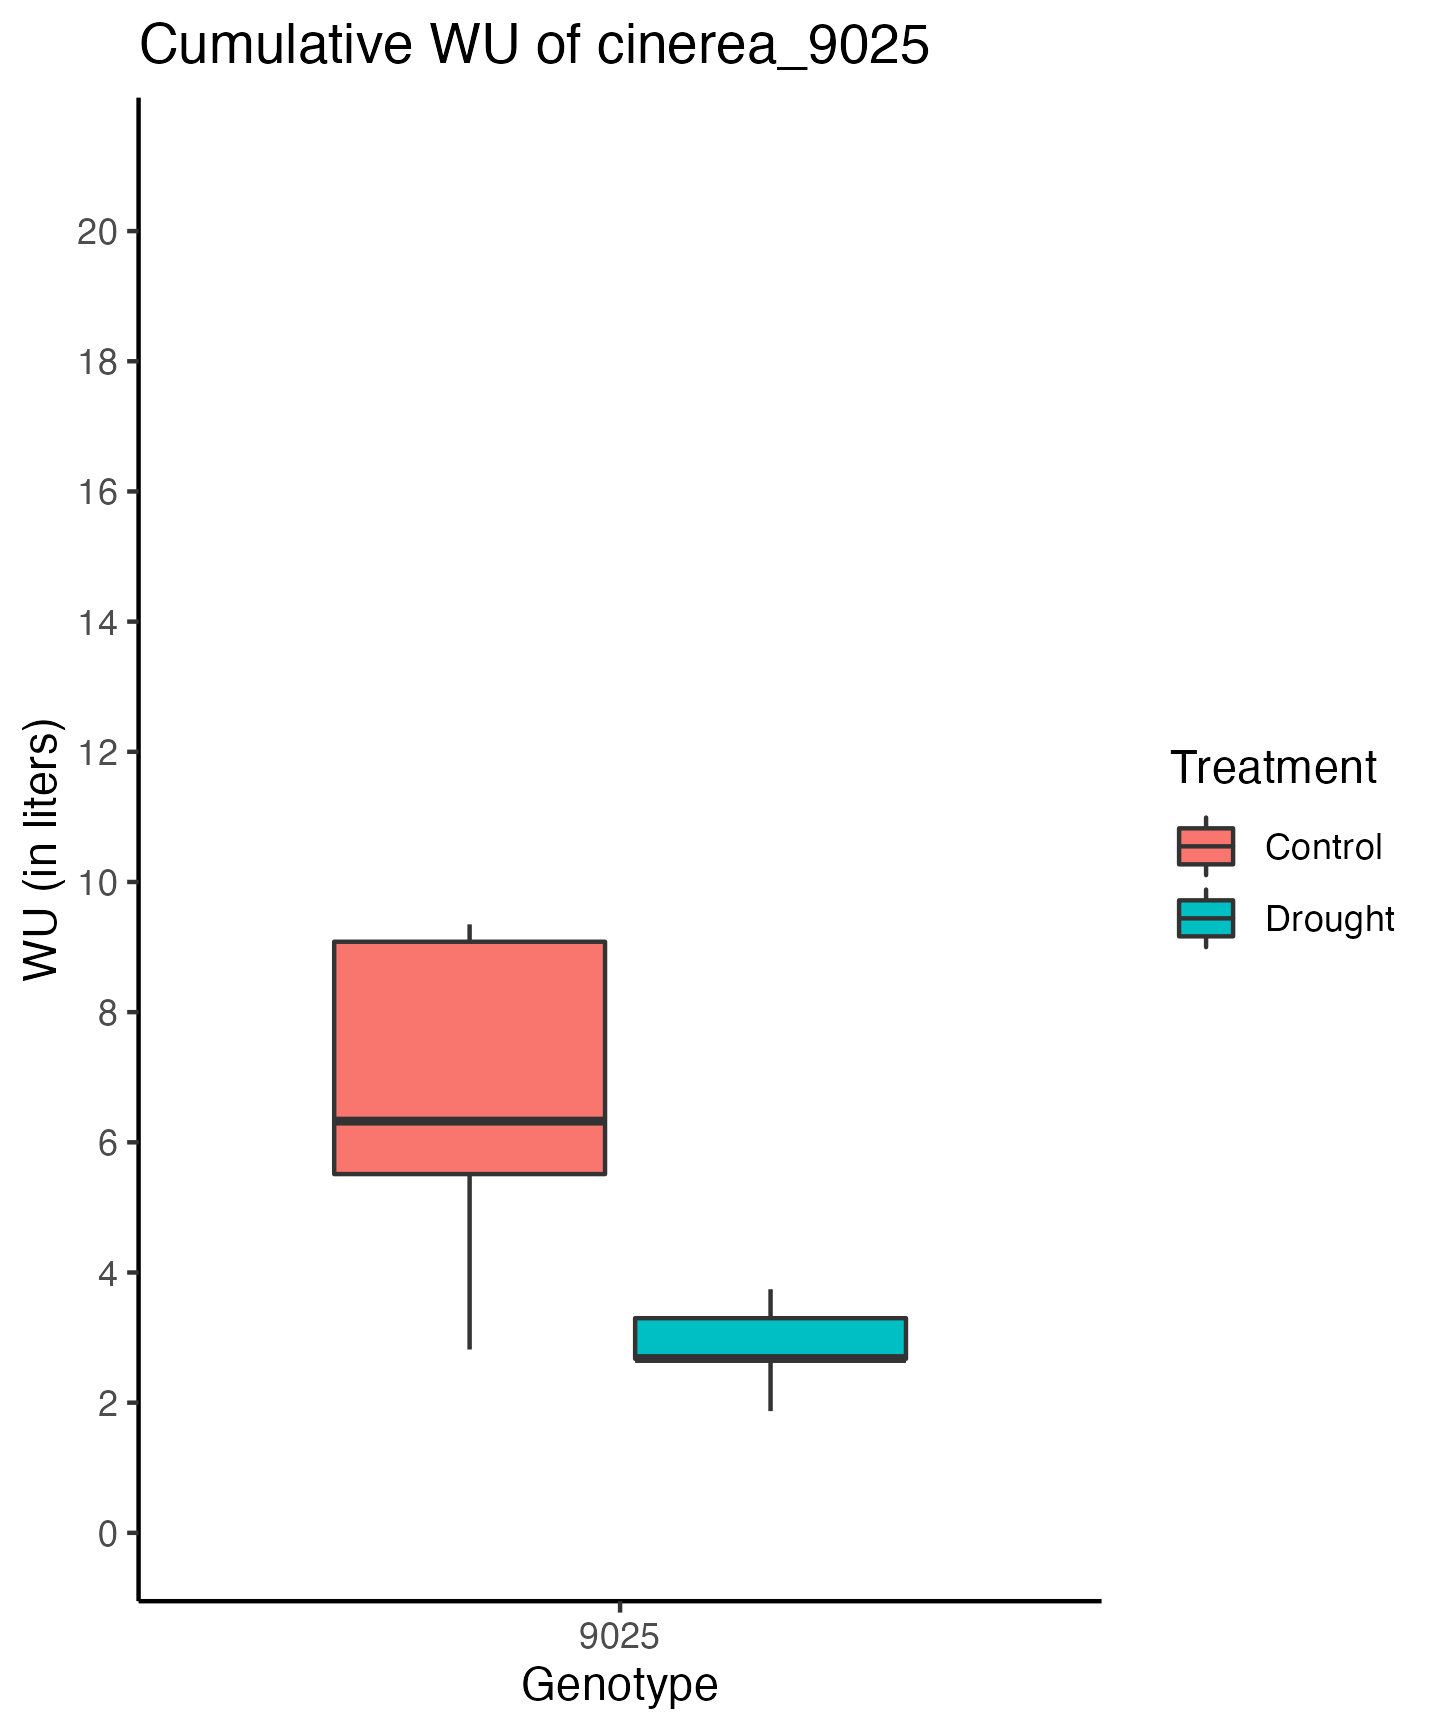 Cumulative WU of cinerea_9025
WU (in liters)
20
18
16
14
12
10
8
6
4
2
0
9025
Genotype
Treatment
Control
Drought